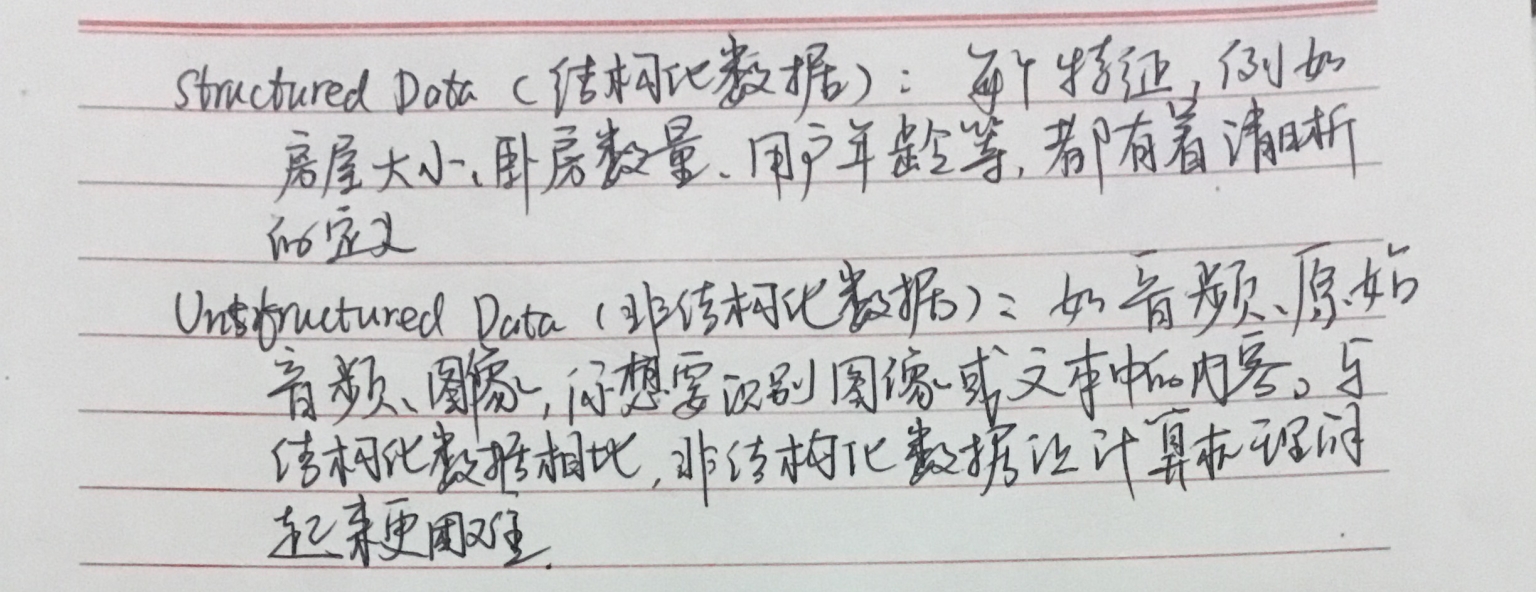 Structured Data (结构化数据)：每个特征,例如
房屋大小、卧房数量、用户年龄等,都有着清晰
的定义
Unstructured Data (非结构化数据)：如音频、原始
音频、图像,你想要识别图像或文本中的内容。与
结构化数据相比,非结构化数据让计算机理解
起来更困难.